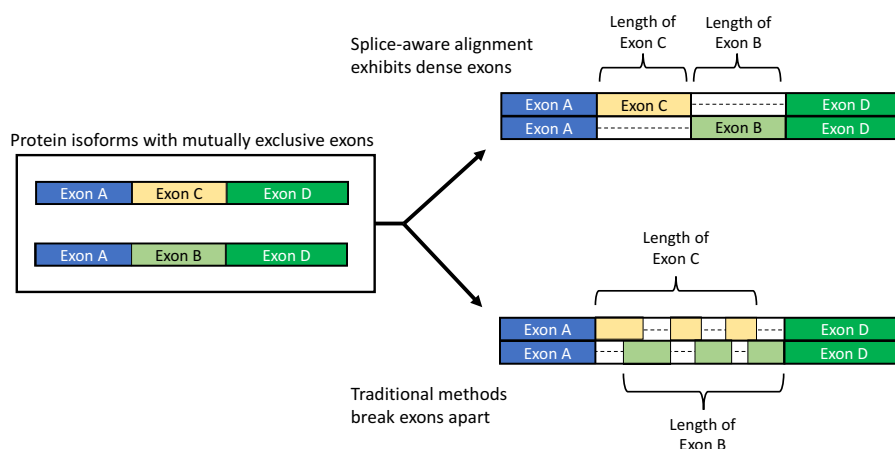 Splice-aware alignment
exhibits dense exons
Length of
Exon C
Length of
Exon B
Exon A Exon C Exon D
Exon A Exon B Exon D
Protein isoforms with mutually exclusive exons
Exon A Exon C Exon D
Exon A Exon B Exon D
Length of
Exon C
Exon A Exon D
Exon A Exon D
Traditional methods
break exons apart
Length of
Exon B